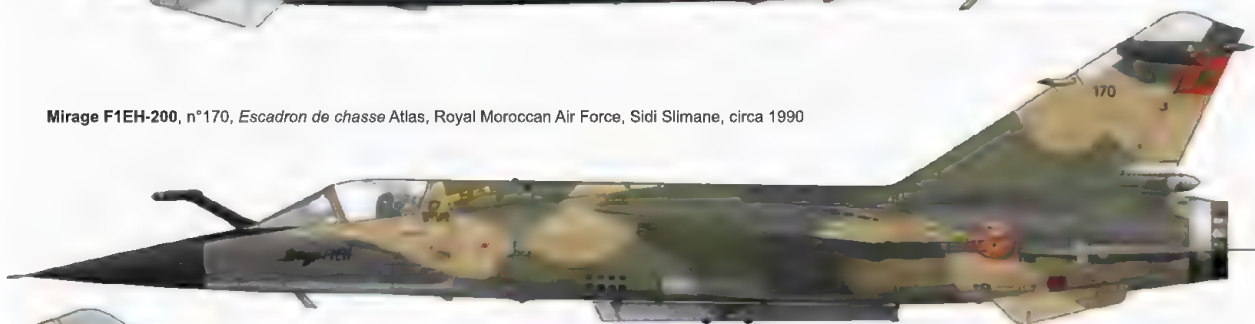 Mirage F1EH-200, n°170, Escadron de chasse Atlas, Royal Moroccan Air Force, Sidi Slimane, circa 1990
170